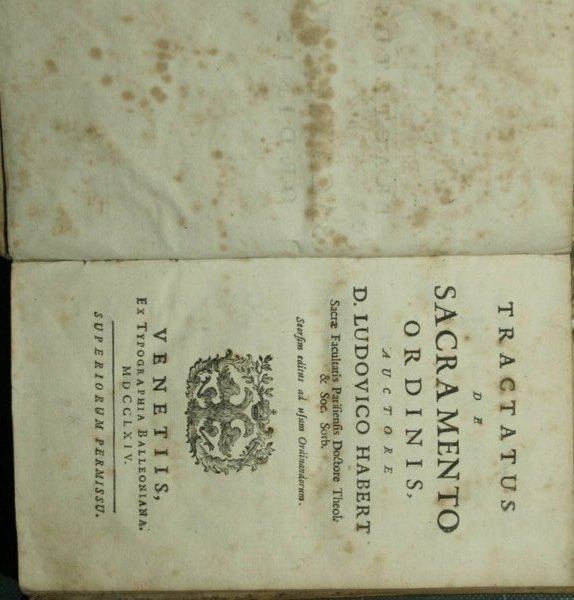 TRACTATUS
DE
SACRAMENTO
ORDINIS,
AUCTORE
D. LUDOVICO HABERT
Sacræ Facultatis Parisiensis Doctore Theol.
& Soc. Sorb.
Seorsim editus ad usum Ordinandorum.
VENETIIS,
EX TYPOGRAPHIA BALLEONIANA.
MDCCLXIV.
SUPERIORUM PERMISSU.